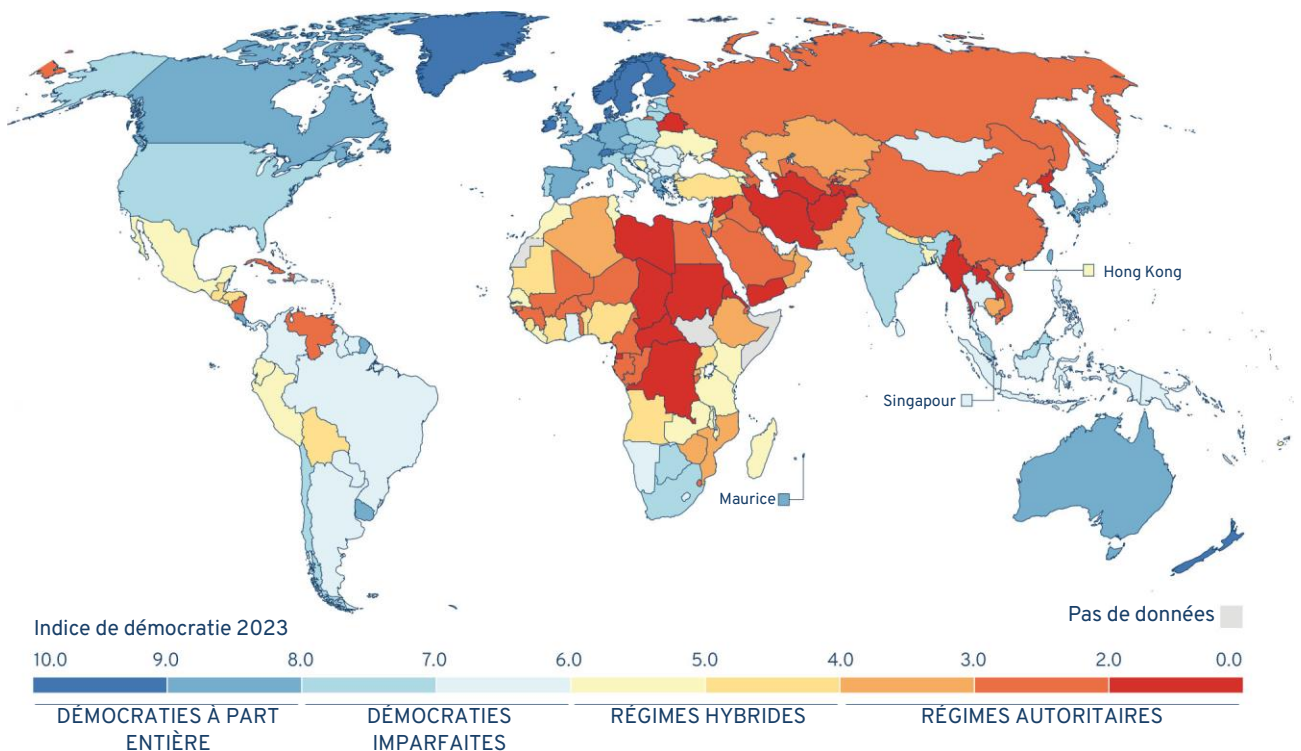 Hong Kong
Singapour
Maurice
Indice de démocratie 2023
Pas de données
10.0 9.0 8.0 7.0 6.0 5.0 4.0 3.0 2.0 0.0
DÉMOCRATIES À PART ENTIÈRE
DÉMOCRATIES IMPARFAITES
RÉGIMES HYBRIDES
RÉGIMES AUTORITAIRES